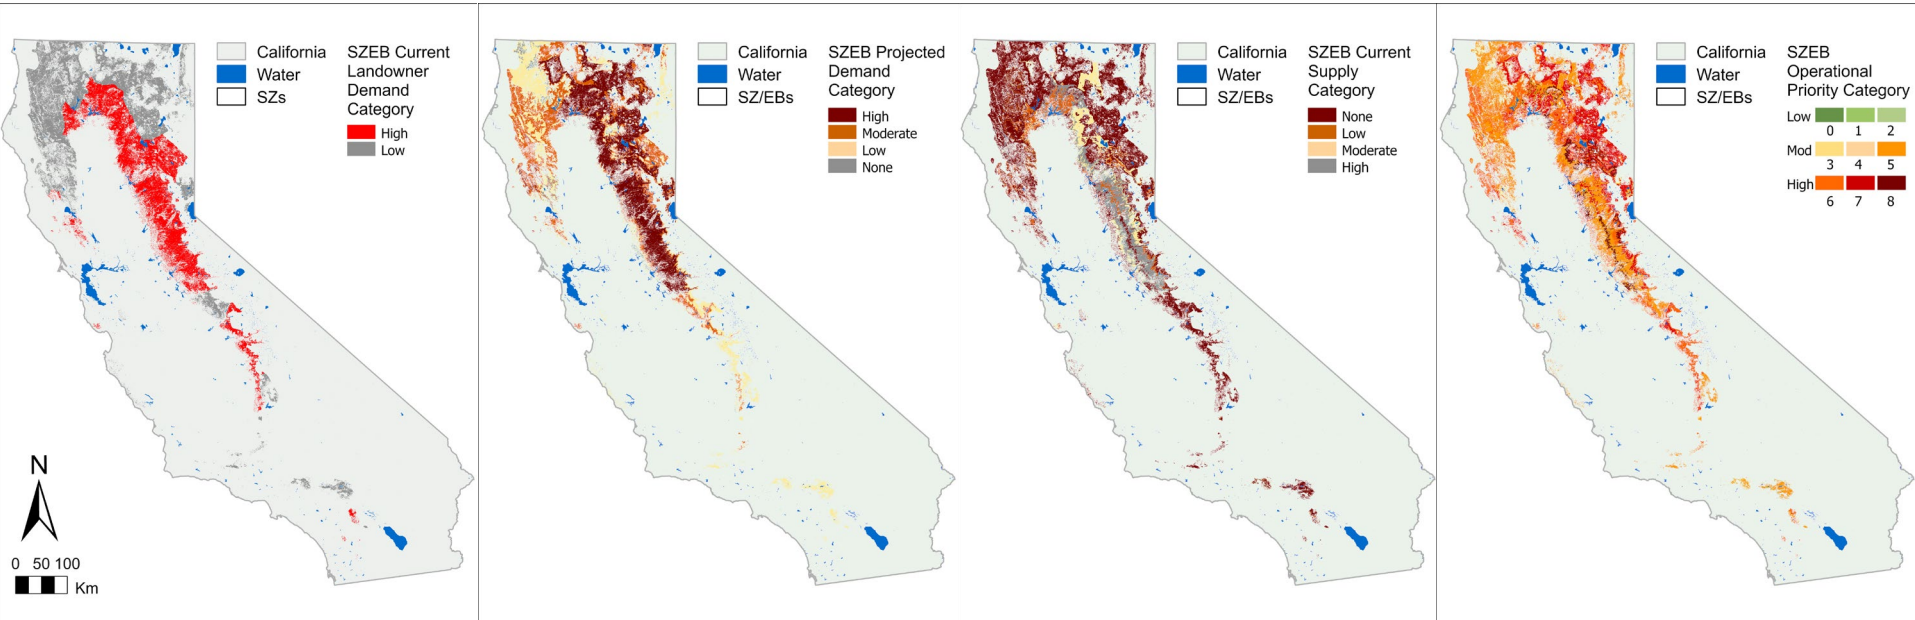 California
Water
SZs
SZEB Current
Landowner
Demand
Category
High
Low
N
0 50 100
Km
California
Water
SZ/EBs
SZEB Projected
Demand
Category
High
Moderate
Low
None
California
Water
SZ/EBs
SZEB Current
Supply
Category
None
Low
Moderate
High
California
Water
SZ/EBs
SZEB
Operational
Priority Category
Low
0 1 2
Mod
3 4 5
High
6 7 8